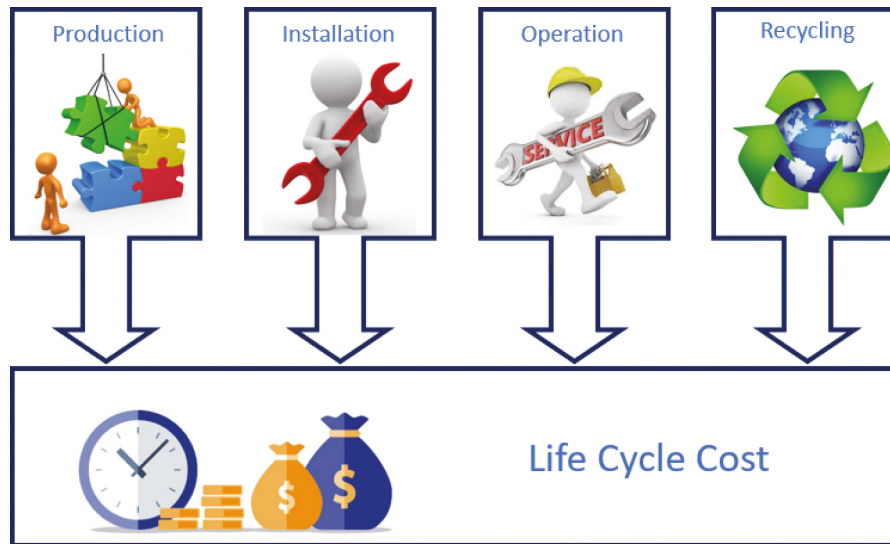 Production
Installation
Operation
Recycling
SERVICE
Life Cycle Cost
$
$